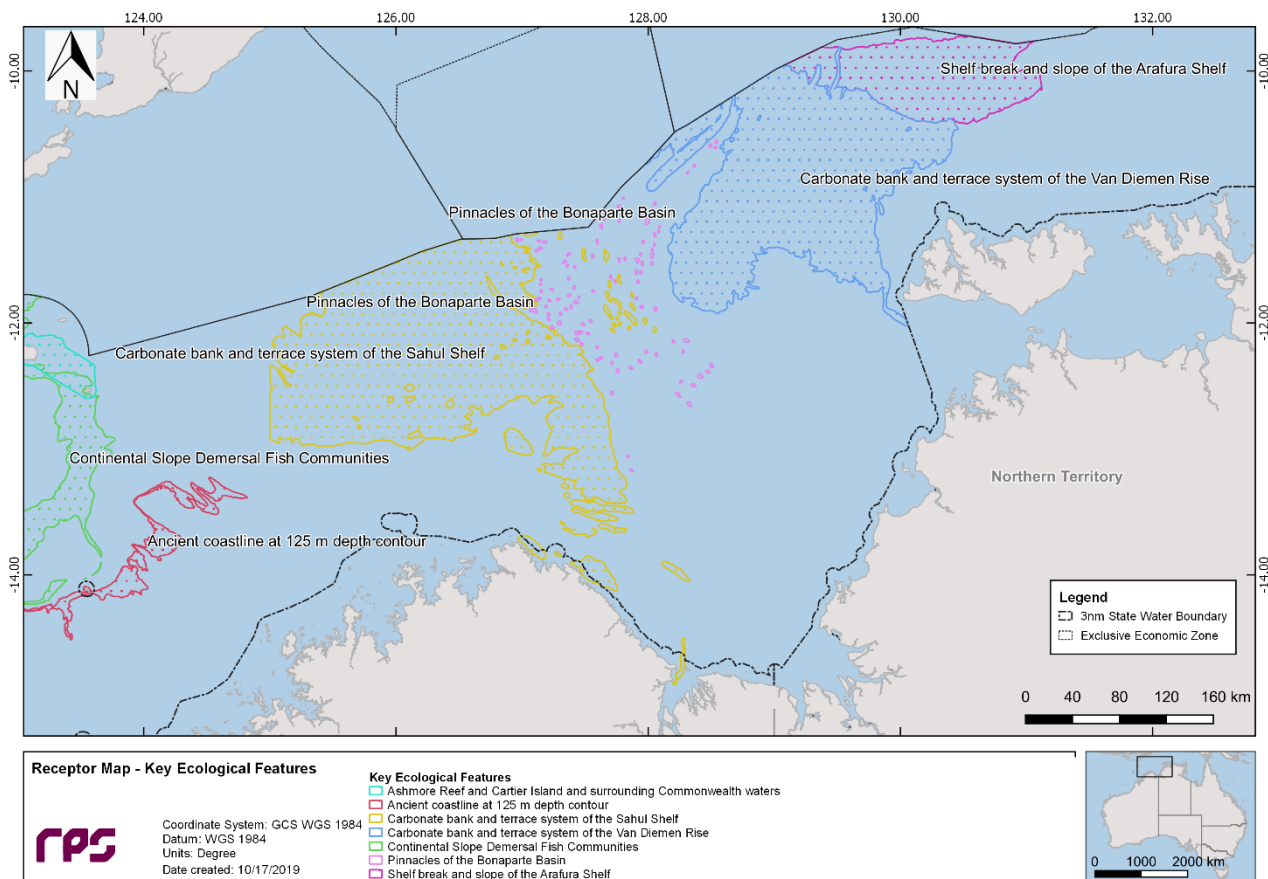 124.00
126.00
128.00
130.00
132.00
-10.00
-10.00
N
Shelf break and slope of the Arafura Shelf
Carbonate bank and terrace system of the Van Diemen Rise
Pinnacles of the Bonaparte Basin
Pinnacles of the Bonaparte Basin
-12.00
-12.00
Carbonate bank and terrace system of the Sahul Shelf
Continental Slope Demersal Fish Communities
Northern Territory
Ancient coastline at 125 m depth contour
-14.00
-14.00
Legend
3nm State Water Boundary
Exclusive Economic Zone
0 40 80 120 160 km
Receptor Map - Key Ecological Features
rps
Coordinate System: GCS WGS 1984
Datum: WGS 1984
Units: Degree
Date created: 10/17/2019
Key Ecological Features
Ashmore Reef and Cartier Island and surrounding Commonwealth waters
Ancient coastline at 125 m depth contour
Carbonate bank and terrace system of the Sahul Shelf
Carbonate bank and terrace system of the Van Diemen Rise
Continental Slope Demersal Fish Communities
Pinnacles of the Bonaparte Basin
Shelf break and slope of the Arafura Shelf
0 1000 2000 km